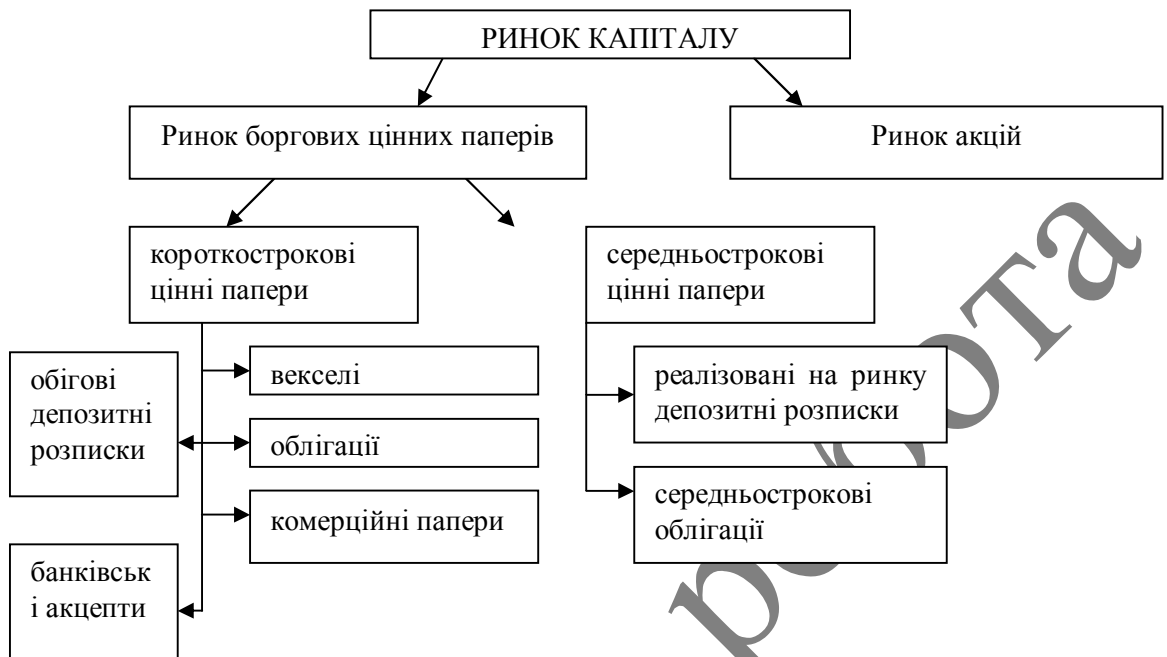 РИНОК КАПІТАЛУ
Ринок боргових цінних паперів
Ринок акцій
короткострокові
цінні папери
середньострокові
цінні папери
обігові
депозитні
розписки
векселі
облігації
комерційні папери
банківськ
і акцепти
реалізовані на ринку
депозитні розписки
середньострокові
облігації